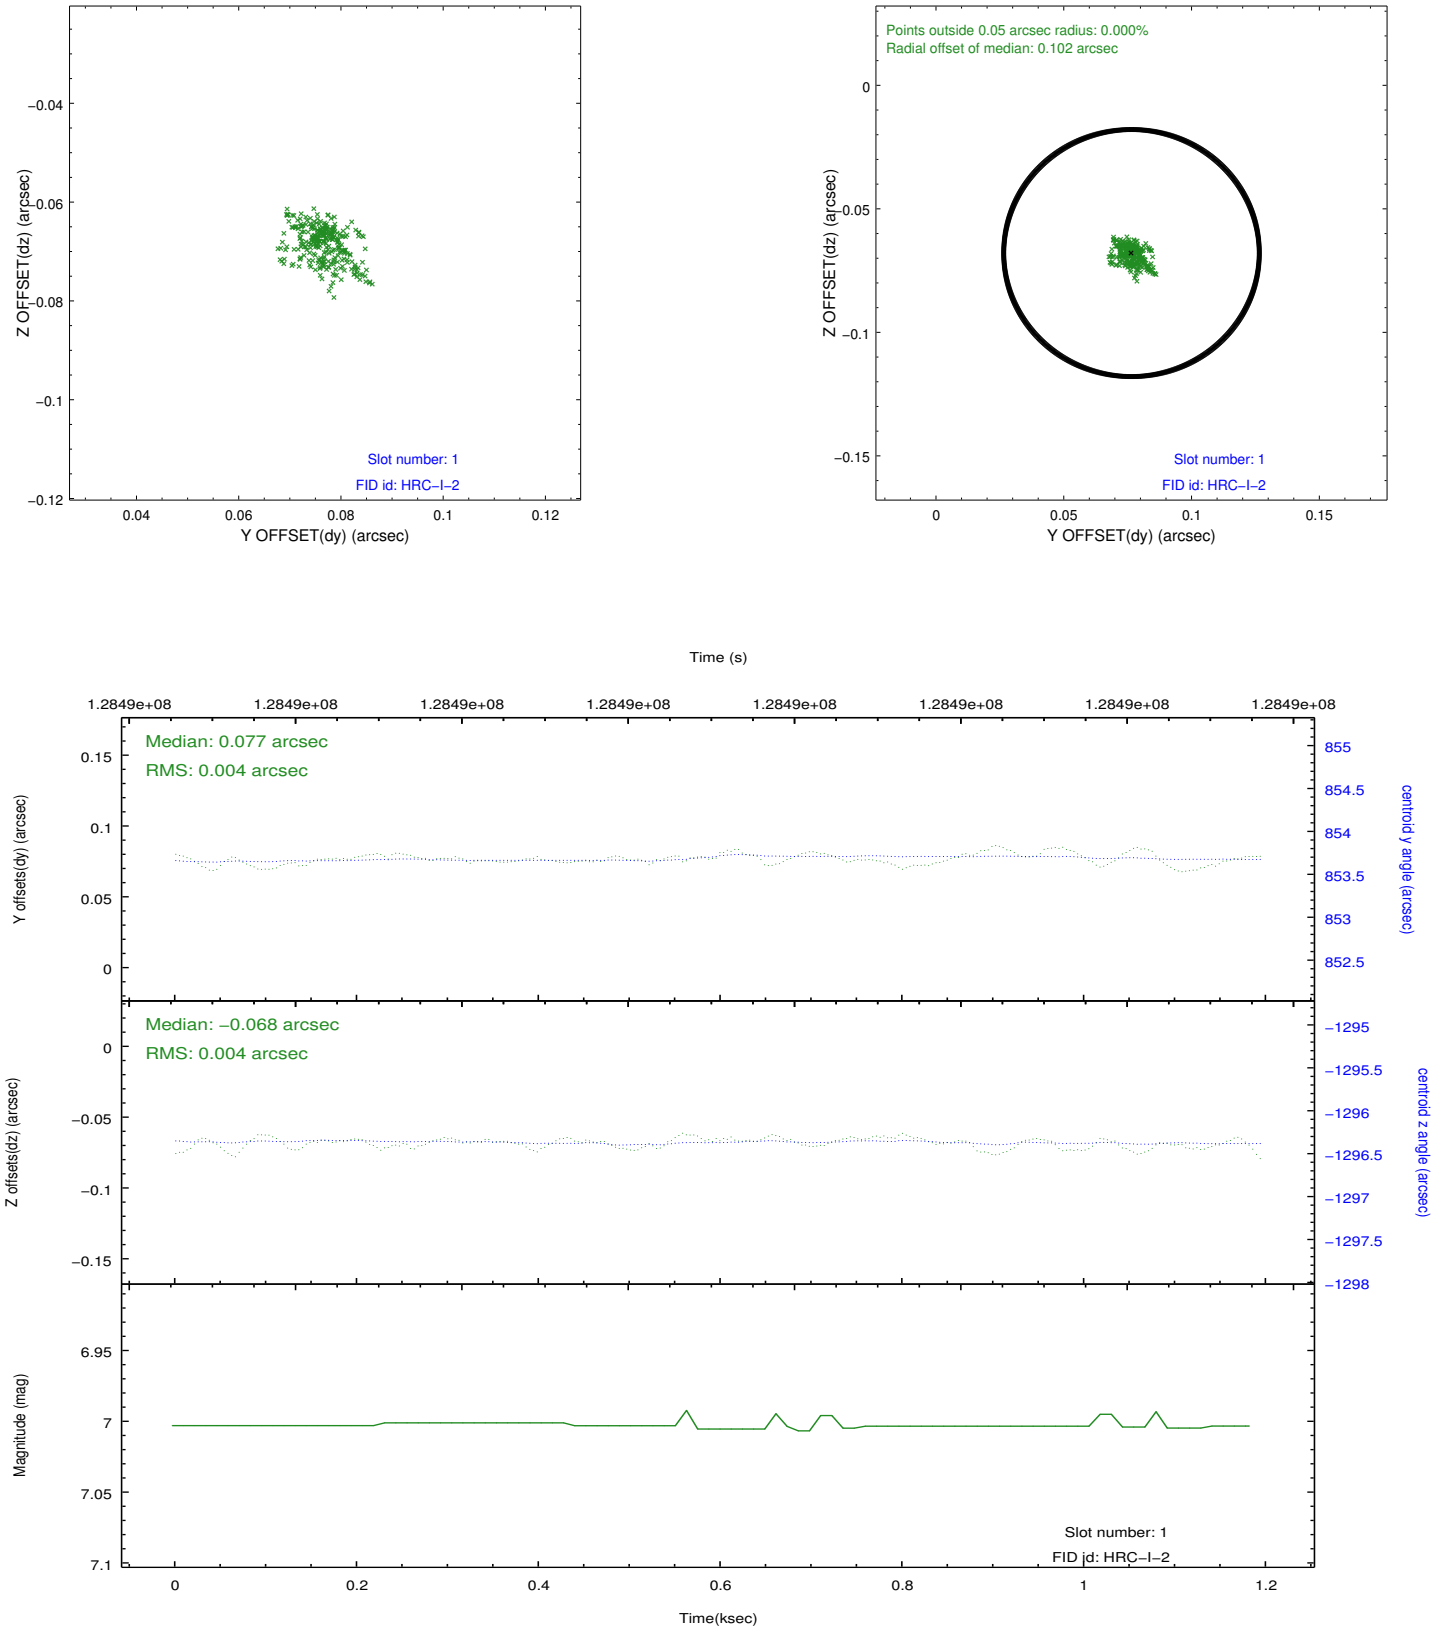 −0.04
−0.06
−0.08
−0.1
−0.12
Z OFFSET(dz) (arcsec)
Slot number: 1
FID id: HRC−I−2
0.04
0.06
0.08
0.1
0.12
Y OFFSET(dy) (arcsec)
Points outside 0.05 arcsec radius: 0.000%
Radial offset of median: 0.102 arcsec
0
−0.05
−0.1
−0.15
Z OFFSET(dz) (arcsec)
Slot number: 1
FID id: HRC−I−2
0
0.05
0.1
0.15
Y OFFSET(dy) (arcsec)
Time (s)
1.2849e+08
1.2849e+08
1.2849e+08
1.2849e+08
1.2849e+08
1.2849e+08
1.2849e+08
1.2849e+08
Median: 0.077 arcsec
RMS: 0.004 arcsec
0.15
0.1
0.05
0
Y offsets(dy) (arcsec)
855
854.5
854
853.5
853
852.5
centroid y angle (arcsec)
Median: −0.068 arcsec
RMS: 0.004 arcsec
0
−0.05
−0.1
−0.15
Z offsets(dz) (arcsec)
−1295
−1295.5
−1296
−1296.5
−1297
−1297.5
−1298
centroid z angle (arcsec)
6.95
7
7.05
7.1
Magnitude (mag)
Slot number: 1
FID id: HRC−I−2
0
0.2
0.4
0.6
0.8
1
1.2
Time(ksec)